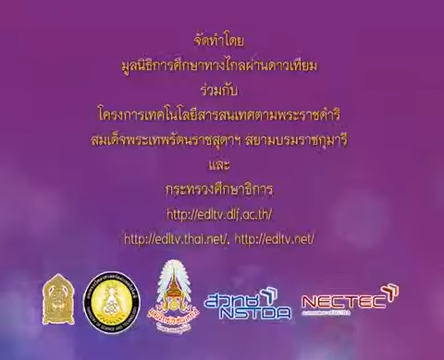 จัดทำโดย
มูลนิธิการศึกษาทางไกลผ่านดาวเทียม
ร่วมกับ
โครงการเทคโนโลยีสารสนเทศตามพระราชดำริ
สมเด็จพระเทพรัตนราชสุดาฯ สยามบรมราชกุมารี
และ
กระทรวงศึกษาธิการ
http://edltv.dlf.ac.th/
http://edltv.thai.net/, http://edltv.net/
สวทช
NSTDA
NECTEC